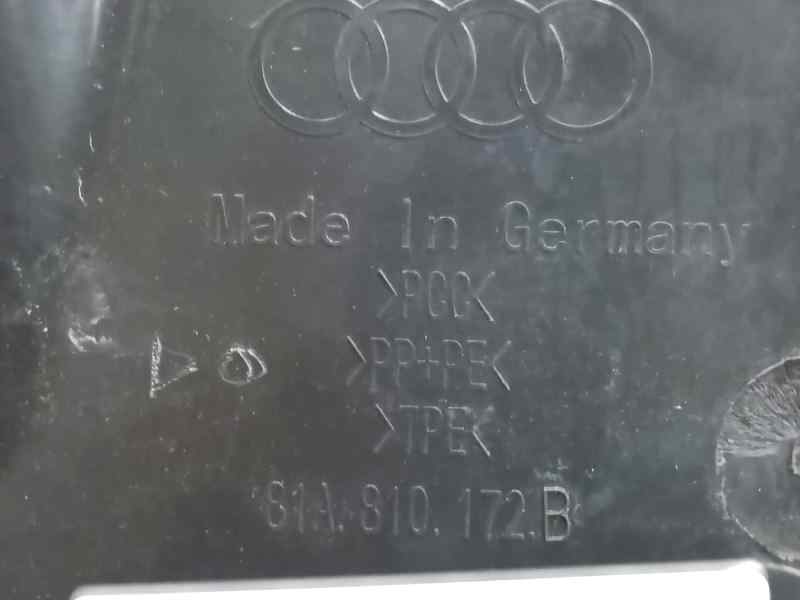 Made In Germany
>PCC<
>PP+PE<
>TPE<
81A.810.172.B